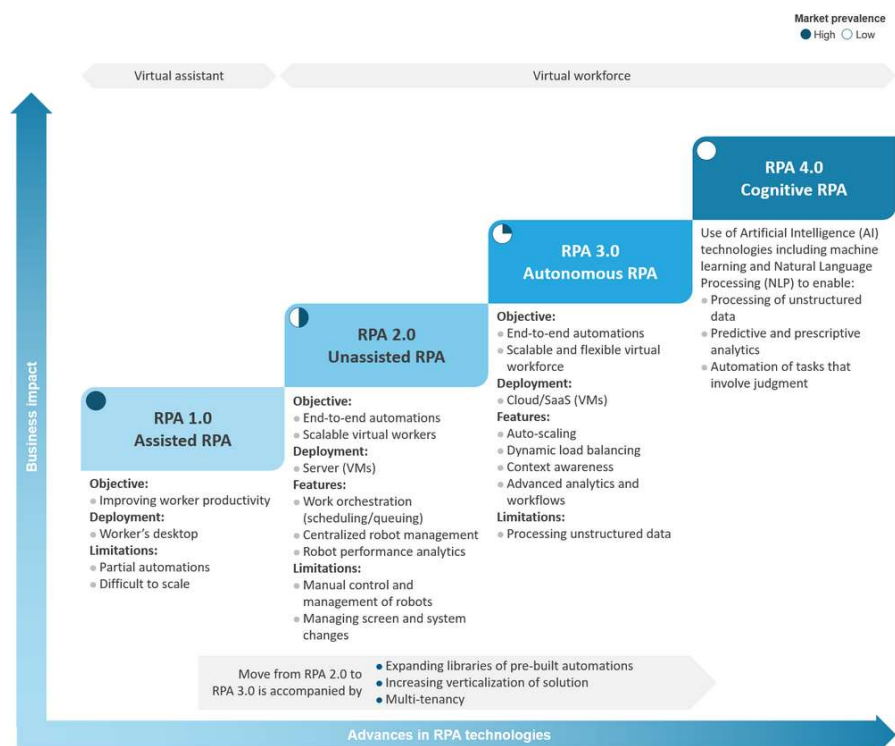 Market prevalence
High Low
Virtual assistant
Virtual workforce
Business impact
RPA 1.0
Assisted RPA
Objective:
Improving worker productivity
Deployment:
Worker's desktop
Limitations:
Partial automations
Difficult to scale
RPA 2.0
Unassisted RPA
Objective:
End-to-end automations
Scalable virtual workers
Deployment:
Server (VMs)
Features:
Work orchestration
(scheduling/queuing)
Centralized robot management
Robot performance analytics
Limitations:
Manual control and
management of robots
Managing screen and system
changes
RPA 3.0
Autonomous RPA
Objective:
End-to-end automations
Scalable and flexible virtual
workforce
Deployment:
Cloud/SaaS (VMs)
Features:
Auto-scaling
Dynamic load balancing
Context awareness
Advanced analytics and
workflows
Limitations:
Processing unstructured data
RPA 4.0
Cognitive RPA
Use of Artificial Intelligence (AI)
technologies including machine
learning and Natural Language
Processing (NLP) to enable:
Processing of unstructured
data
Predictive and prescriptive
analytics
Automation of tasks that
involve judgment
Move from RPA 2.0 to
RPA 3.0 is accompanied by
Expanding libraries of pre-built automations
Increasing verticalization of solution
Multi-tenancy
Advances in RPA technologies